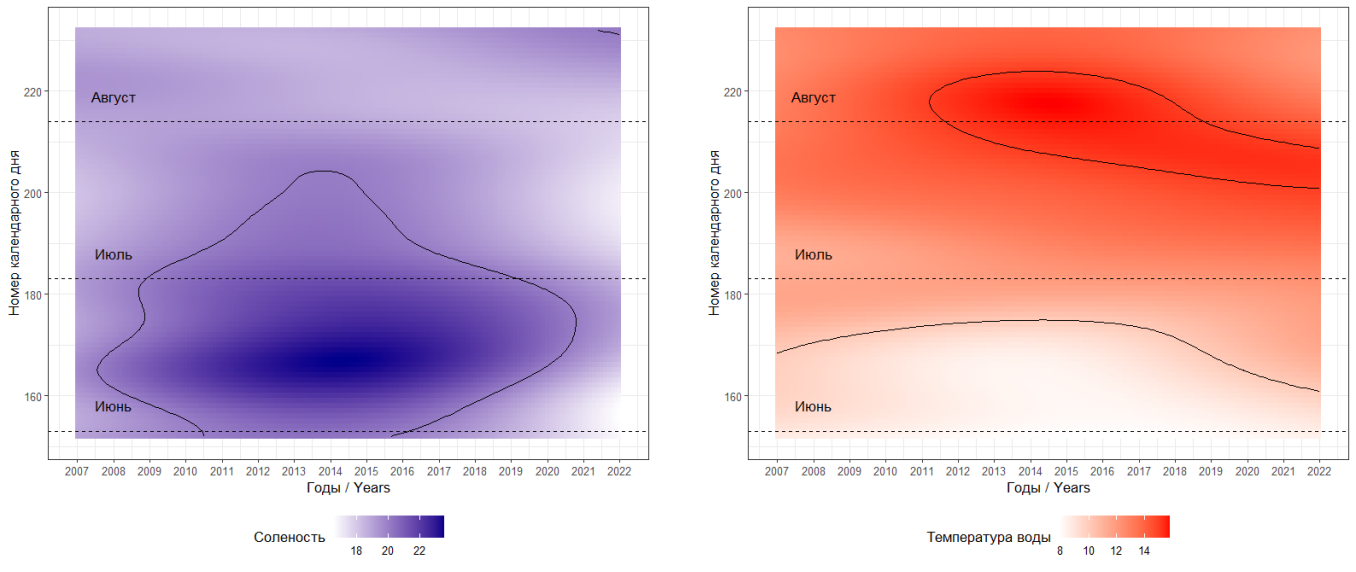 Номер календарного дня
220
200
180
160
Август
Июль
Июнь
2007 2008 2009 2010 2011 2012 2013 2014 2015 2016 2017 2018 2019 2020 2021 2022
Годы / Years
Соленость
18 20 22
Номер календарного дня
220
200
180
160
Август
Июль
Июнь
2007 2008 2009 2010 2011 2012 2013 2014 2015 2016 2017 2018 2019 2020 2021 2022
Годы / Years
Температура воды
8 10 12 14